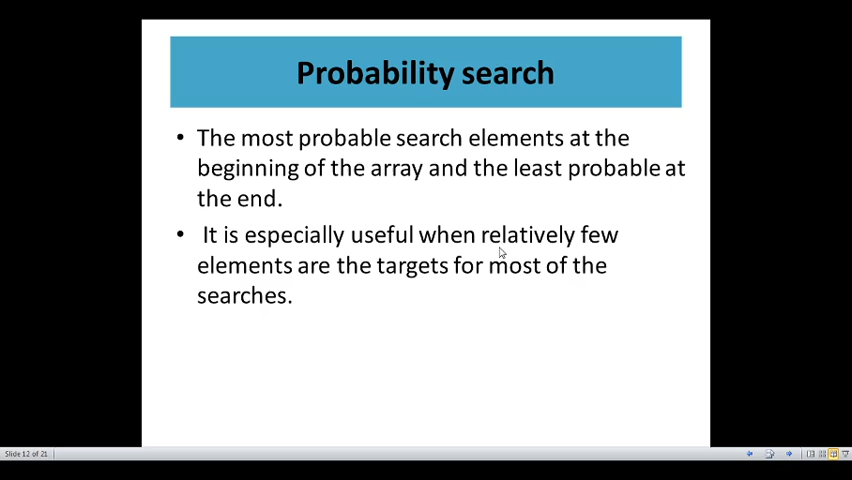 Probability search
• The most probable search elements at the
beginning of the array and the least probable at
the end.
• It is especially useful when relatively few
elements are the targets for most of the
searches.
Slide 12 of 21